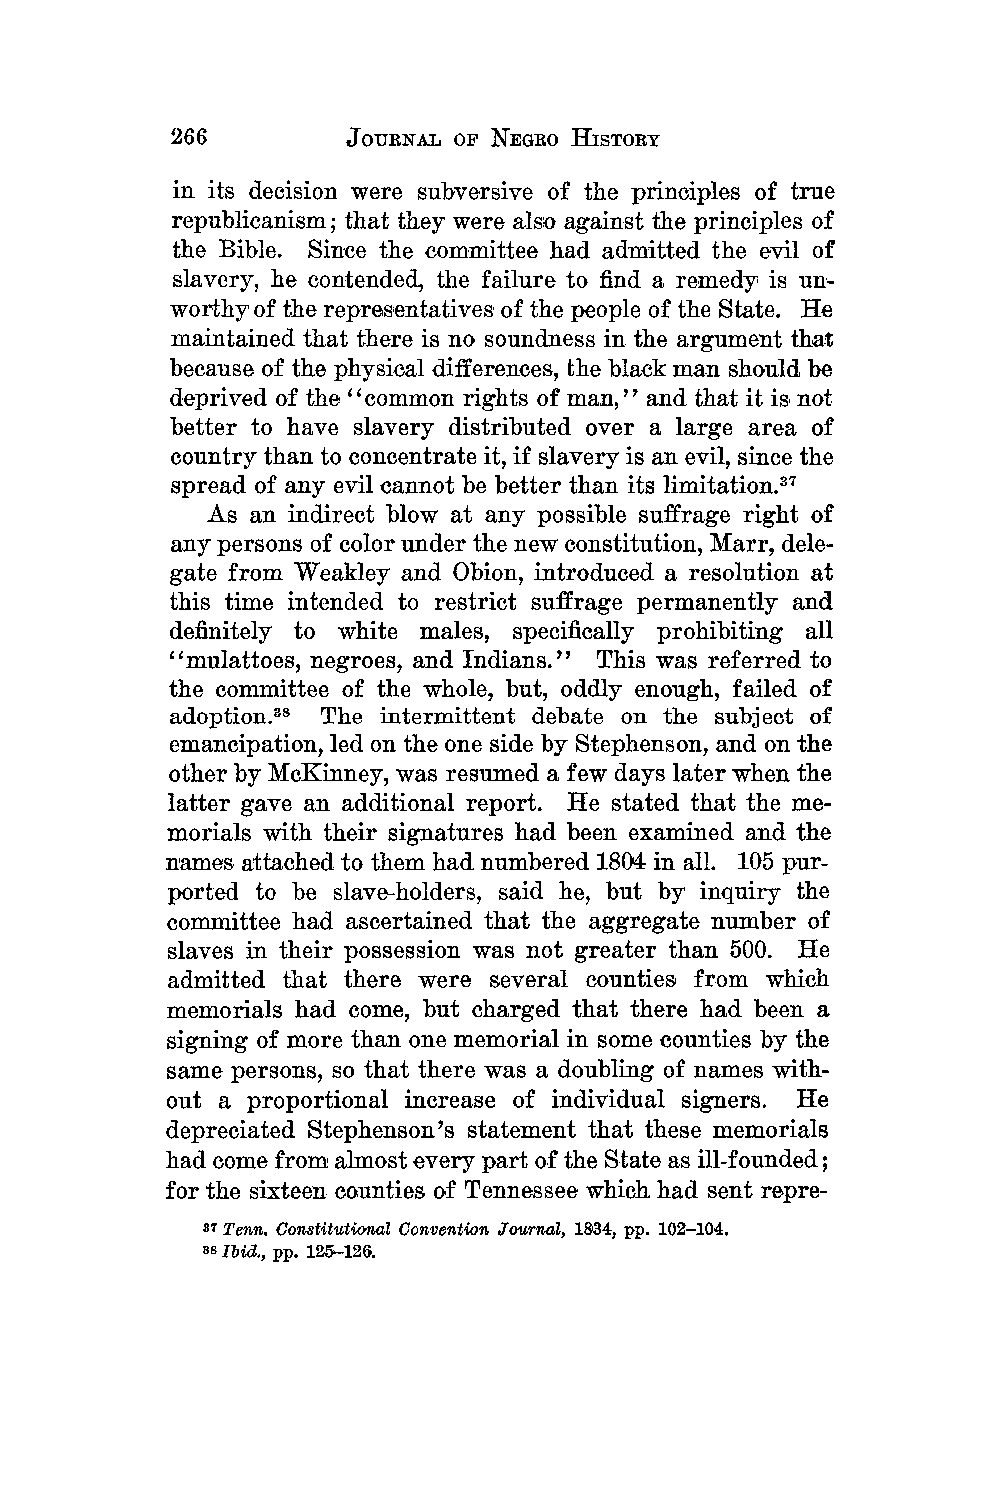 266 JOURNAL OF NEGRO HISTORY
in its decision were subversive of the principles of true
republicanism; that they were also against the principles of
the Bible. Since the committee had admitted the evil of
slavery, he contended, the failure to find a remedy is un-
worthy of the representatives of the people of the State. He
maintained that there is no soundness in the argument that
because of the physical differences, the black man should be
deprived of the “common rights of man,” and that it is not
better to have slavery distributed over a large area of
country than to concentrate it, if slavery is an evil, since the
spread of any evil cannot be better than its limitation.³⁷
As an indirect blow at any possible suffrage right of
any persons of color under the new constitution, Marr, dele-
gate from Weakley and Obion, introduced a resolution at
this time intended to restrict suffrage permanently and
definitely to white males, specifically prohibiting all
“mulattoes, negroes, and Indians.” This was referred to
the committee of the whole, but, oddly enough, failed of
adoption.³⁸ The intermittent debate on the subject of
emancipation, led on the one side by Stephenson, and on the
other by McKinney, was resumed a few days later when the
latter gave an additional report. He stated that the me-
morials with their signatures had been examined and the
names attached to them had numbered 1804 in all. 105 pur-
ported to be slave-holders, said he, but by inquiry the
committee had ascertained that the aggregate number of
slaves in their possession was not greater than 500. He
admitted that there were several counties from which
memorials had come, but charged that there had been a
signing of more than one memorial in some counties by the
same persons, so that there was a doubling of names with-
out a proportional increase of individual signers. He
depreciated Stephenson’s statement that these memorials
had come from almost every part of the State as ill-founded;
for the sixteen counties of Tennessee which had sent repre-
³⁷ Tenn. Constitutional Convention Journal, 1834, pp. 102–104.
³⁸ Ibid., pp. 125–126.